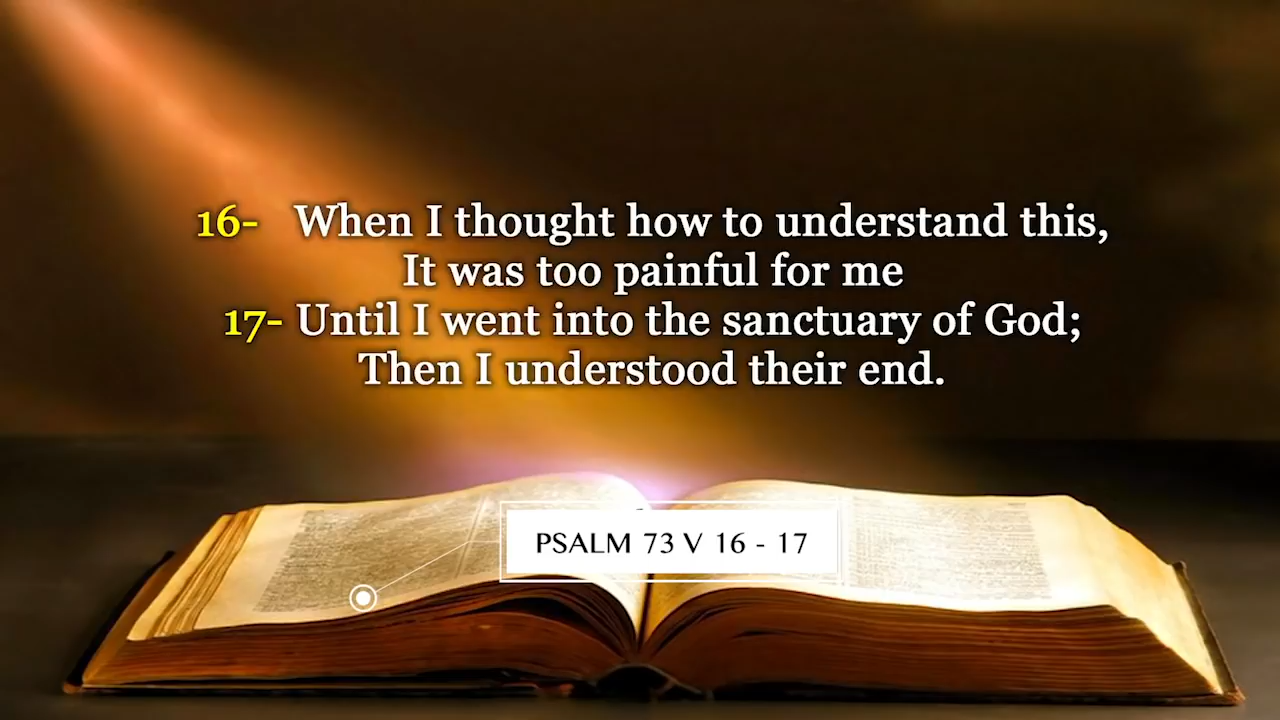 16- When I thought how to understand this,
It was too painful for me
17- Until I went into the sanctuary of God;
Then I understood their end.
PSALM 73 V 16 - 17